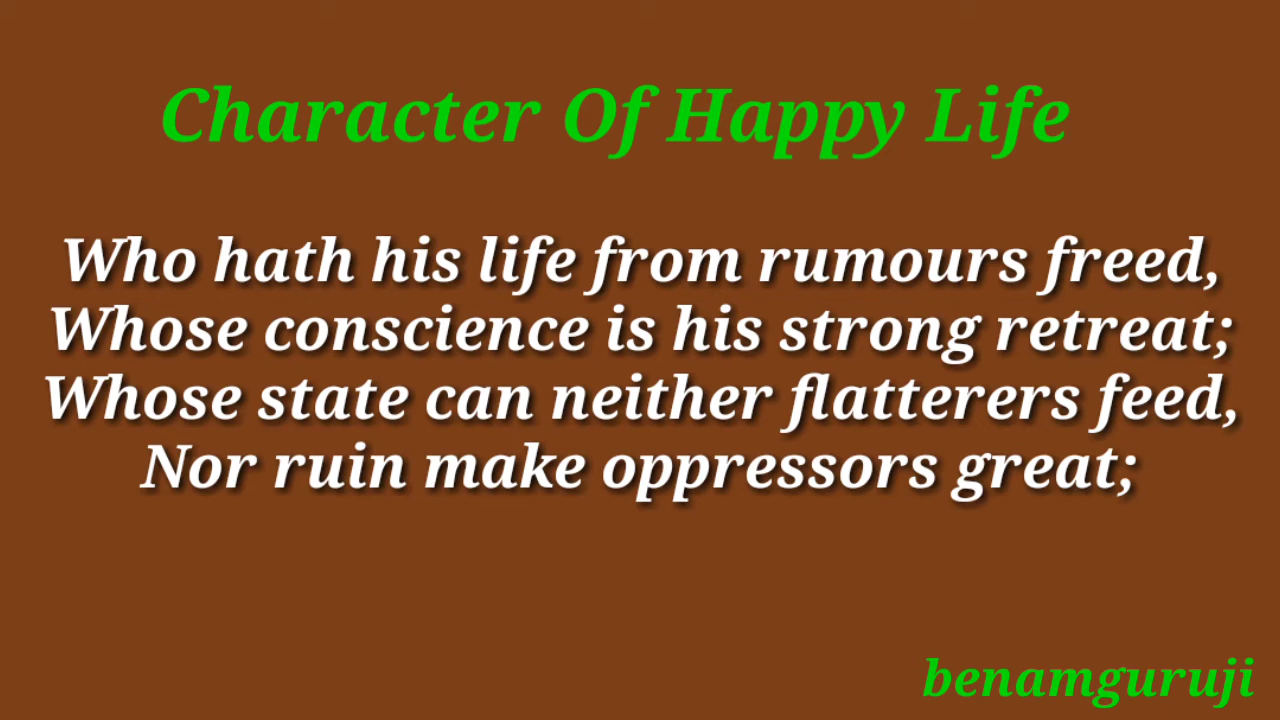 Character Of Happy Life
Who hath his life from rumours freed,
Whose conscience is his strong retreat;
Whose state can neither flatterers feed,
Nor ruin make oppressors great;
benamguruji